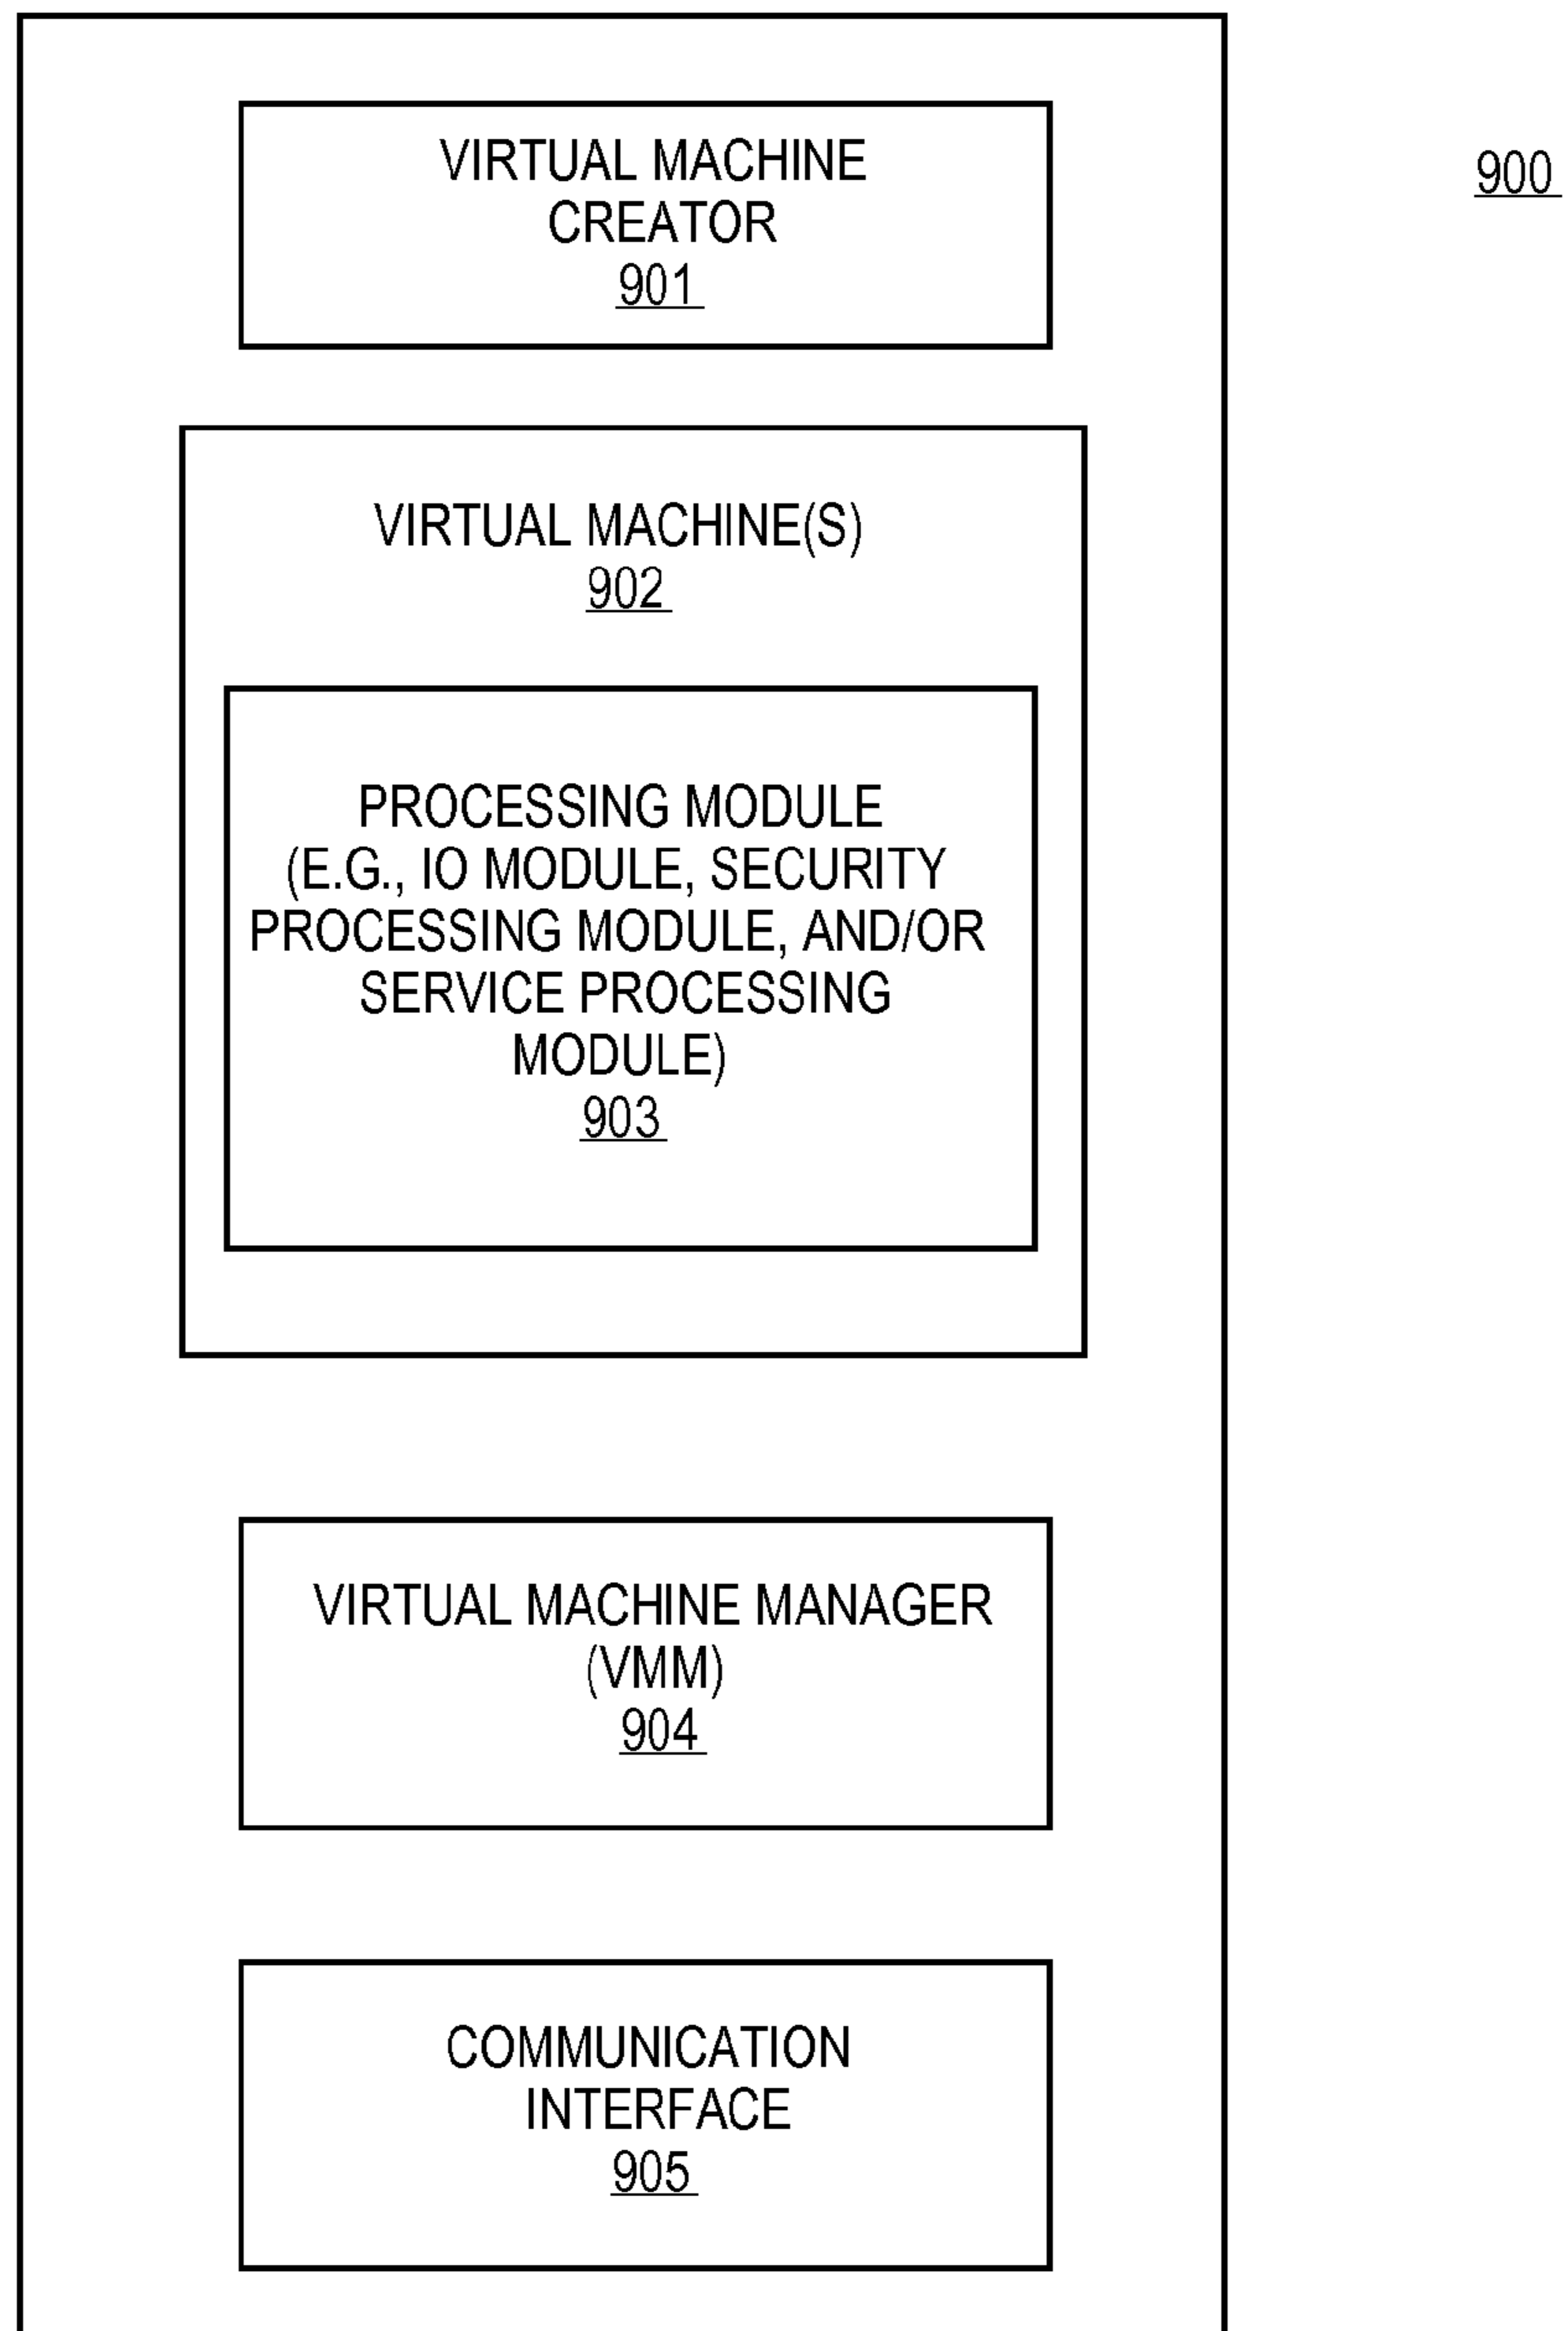 VIRTUAL MACHINE
CREATOR
901
900
VIRTUAL MACHINE(S)
902
PROCESSING MODULE
(E.G., IO MODULE, SECURITY
PROCESSING MODULE, AND/OR
SERVICE PROCESSING
MODULE)
903
VIRTUAL MACHINE MANAGER
(VMM)
904
COMMUNICATION
INTERFACE
905